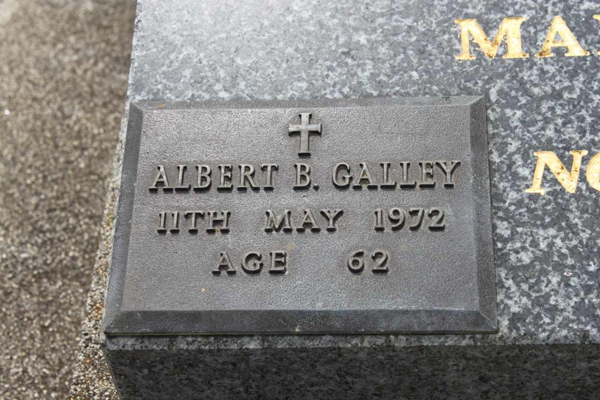 ALBERT B. GALLEY
11TH MAY 1972
AGE 62